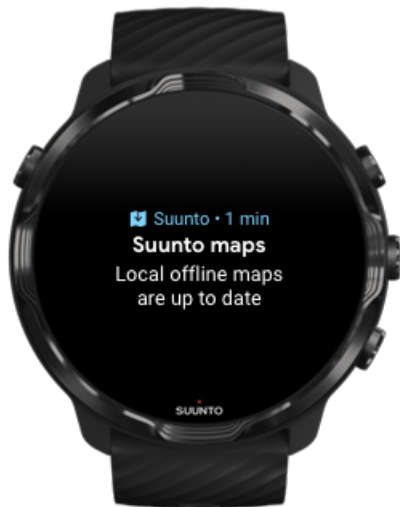 Suunto • 1 min
Suunto maps
Local offline maps
are up to date
SUUNTO